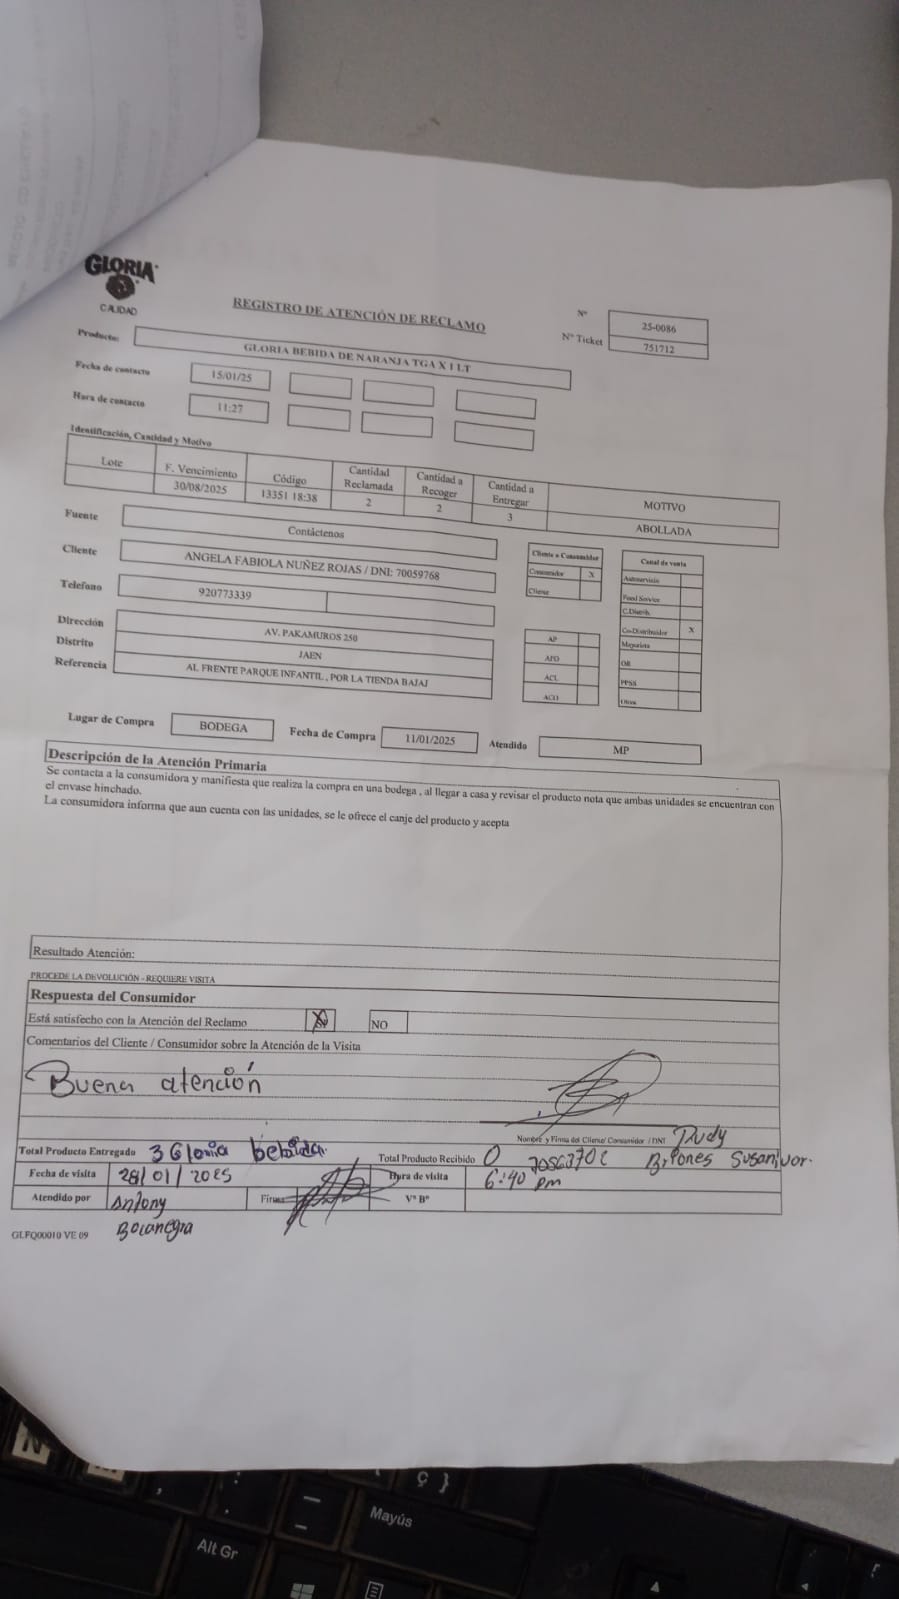 GLORIA
CALIDAD
REGISTRO DE ATENCIÓN DE RECLAMO
N° 25-0086
N° Ticket 751712
Producto: GLORIA BEBIDA DE NARANJA TGA X 1 LT
Fecha de contacto 15/01/25
Hora de contacto 11:27
Identificación, Cantidad y Motivo
Lote F. Vencimiento Código Cantidad Reclamada Cantidad a Recoger Cantidad a Entregar MOTIVO
30/08/2025 13351 18:38 2 2 3 ABOLLADA
Fuente Contáctenos
Cliente ANGELA FABIOLA NUÑEZ ROJAS / DNI: 70059768
Telefono 920773339
Dirección AV. PAKAMUROS 250
Distrito JAEN
Referencia AL FRENTE PARQUE INFANTIL , POR LA TIENDA BAJAJ
Cliente o Consumidor
Consumidor X
Cliente
AP
APD
ACL
Canal de venta
Autoservicio
Food Service
C.Distrib.
Co-Distribuidor X
Mayorista
OR
PPSS
Otros
Lugar de Compra BODEGA Fecha de Compra 11/01/2025 Atendido MP
Descripción de la Atención Primaria
Se contacta a la consumidora y manifiesta que realiza la compra en una bodega , al llegar a casa y revisar el producto nota que ambas unidades se encuentran con
el envase hinchado.
La consumidora informa que aun cuenta con las unidades, se le ofrece el canje del producto y acepta
Resultado Atención:
PROCEDE LA DEVOLUCIÓN - REQUIERE VISITA
Respuesta del Consumidor
Está satisfecho con la Atención del Reclamo NO
Comentarios del Cliente / Consumidor sobre la Atención de la Visita
Buena atención
Nombre y Firma del Cliente/ Consumidor / DNI Rudy
Briones
Total Producto Entregado 3 Gloria bebida. Total Producto Recibido 0
Fecha de visita 28/01/2025 Hora de visita 6:40 pm
Atendido por Antony Bocanegra Firma V° B°
GLFQ00010 VE 09
Ç }
Mayús
Alt Gr